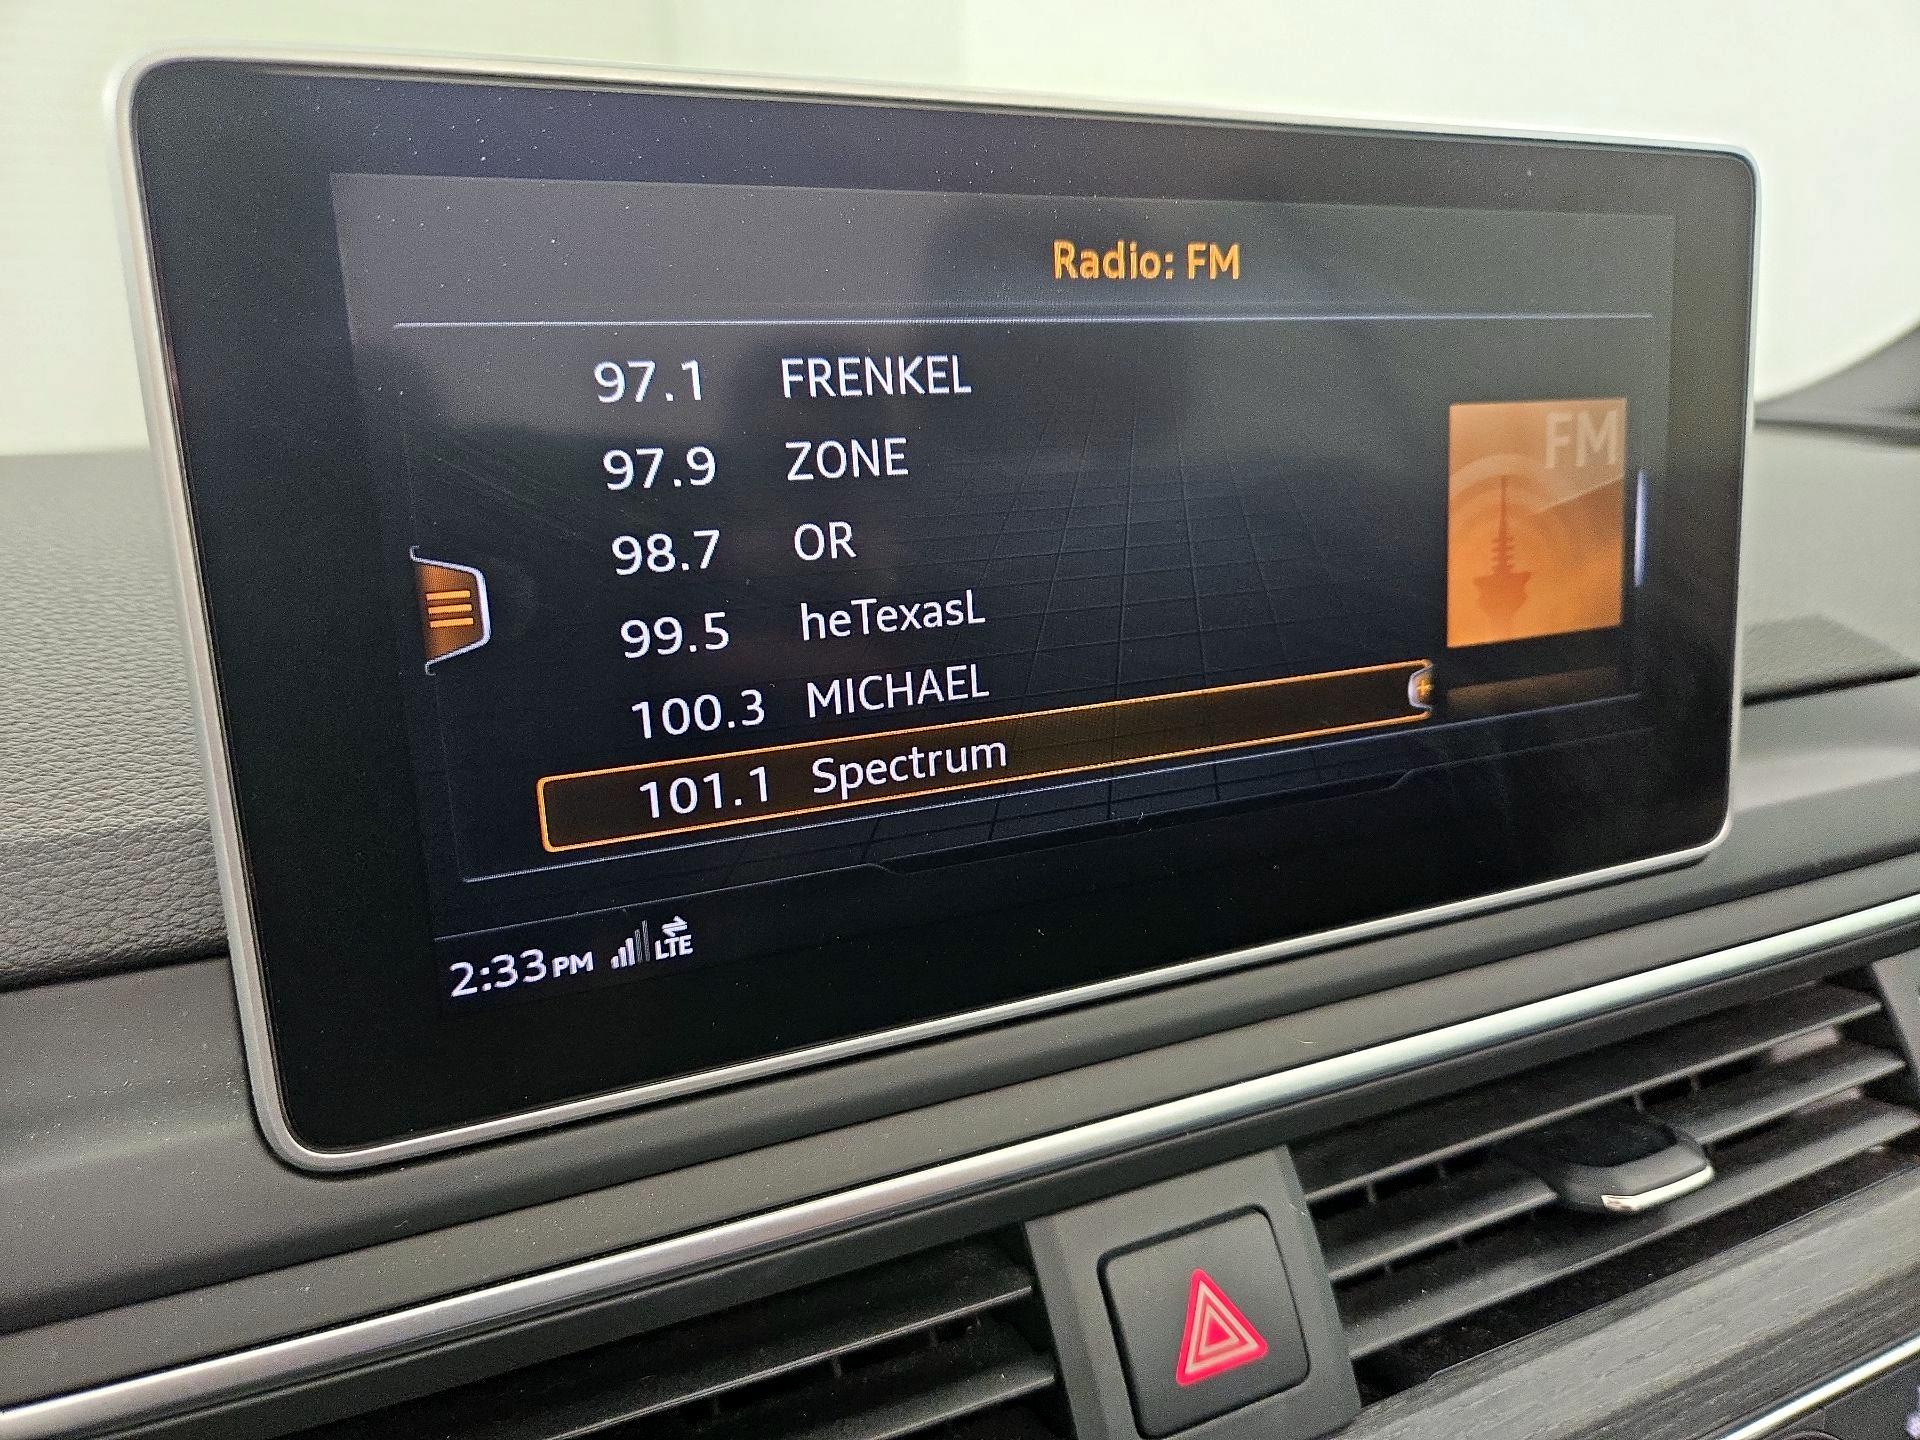 Radio: FM
97.1 FRENKEL
97.9 ZONE
98.7 OR
99.5 heTexasL
100.3 MICHAEL
101.1 Spectrum
FM
2:33PM LTE